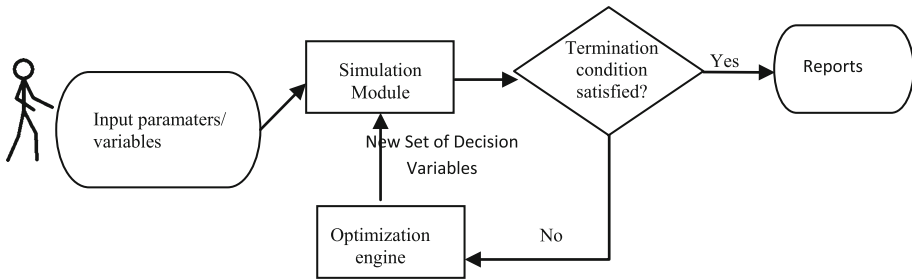 Input paramaters/
variables
Simulation
Module
Termination
condition
satisfied?
Yes
Reports
New Set of Decision
Variables
No
Optimization
engine